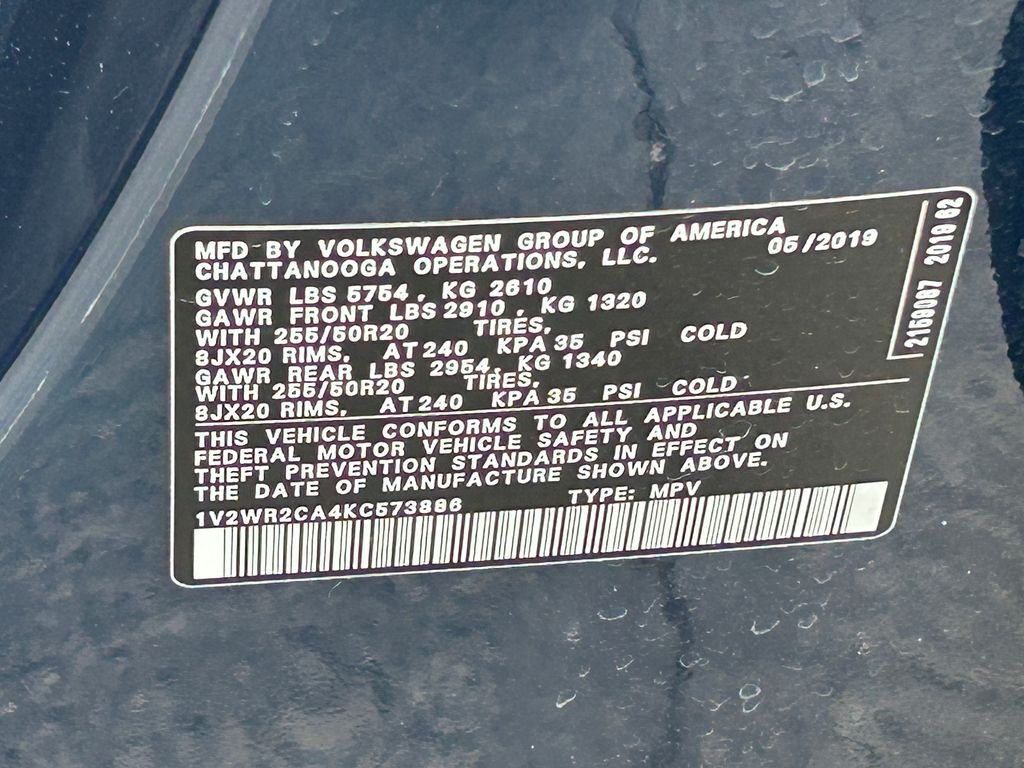 MFD BY VOLKSWAGEN GROUP OF AMERICA
CHATTANOOGA OPERATIONS, LLC. 05/2019
GVWR LBS 5754, KG 2610
GAWR FRONT LBS 2910, KG 1320
WITH 255/50R20 TIRES,
8JX20 RIMS, AT 240 KPA 35 PSI COLD
GAWR REAR LBS 2954, KG 1340
WITH 255/50R20 TIRES,
8JX20 RIMS, AT 240 KPA 35 PSI COLD
THIS VEHICLE CONFORMS TO ALL APPLICABLE U.S.
FEDERAL MOTOR VEHICLE SAFETY AND
THEFT PREVENTION STANDARDS IN EFFECT ON
THE DATE OF MANUFACTURE SHOWN ABOVE.
1V2WR2CA4KC573896 TYPE: MPV
2019 62